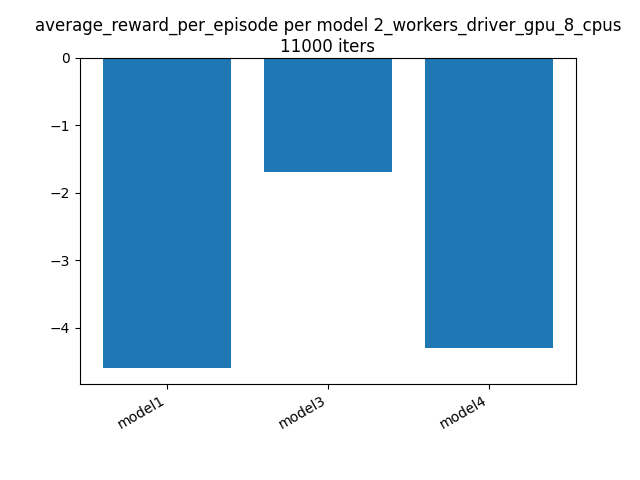 average_reward_per_episode per model 2_workers_driver_gpu_8_cpus
11000 iters
0
−1
−2
−3
−4
model1
model3
model4